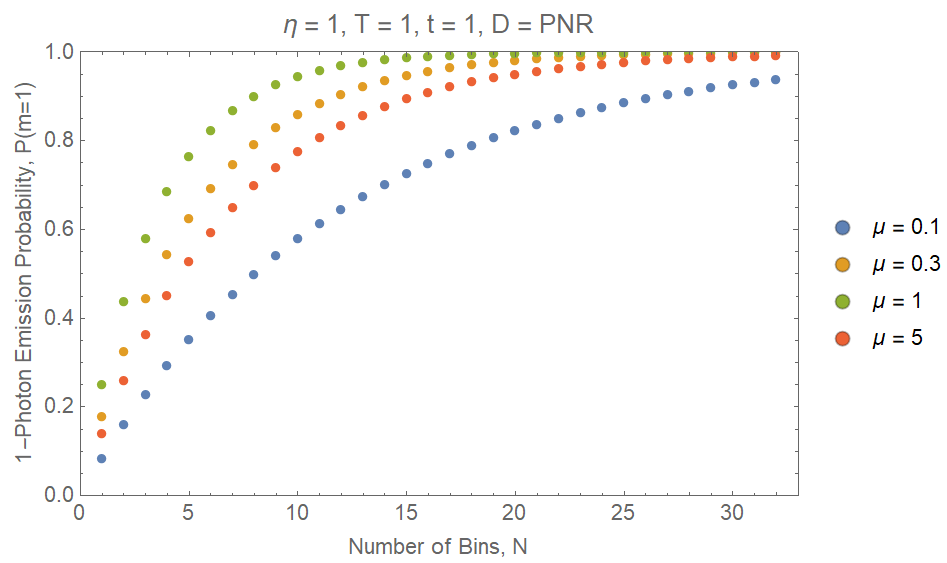 η = 1, T = 1, t = 1, D = PNR
1−Photon Emission Probability, P(m=1)
1.0
0.8
0.6
0.4
0.2
0.0
0 5 10 15 20 25 30
Number of Bins, N
μ = 0.1
μ = 0.3
μ = 1
μ = 5